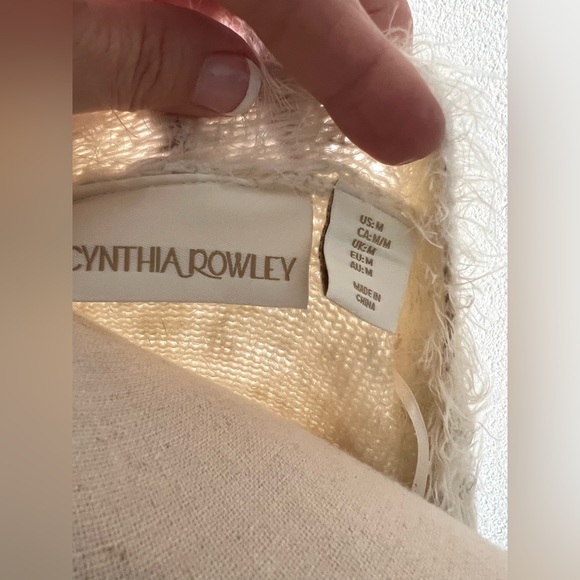 CYNTHIA ROWLEY
US: M
CA: M/M
UK: M
EU: M
AU: M
MADE IN
CHINA